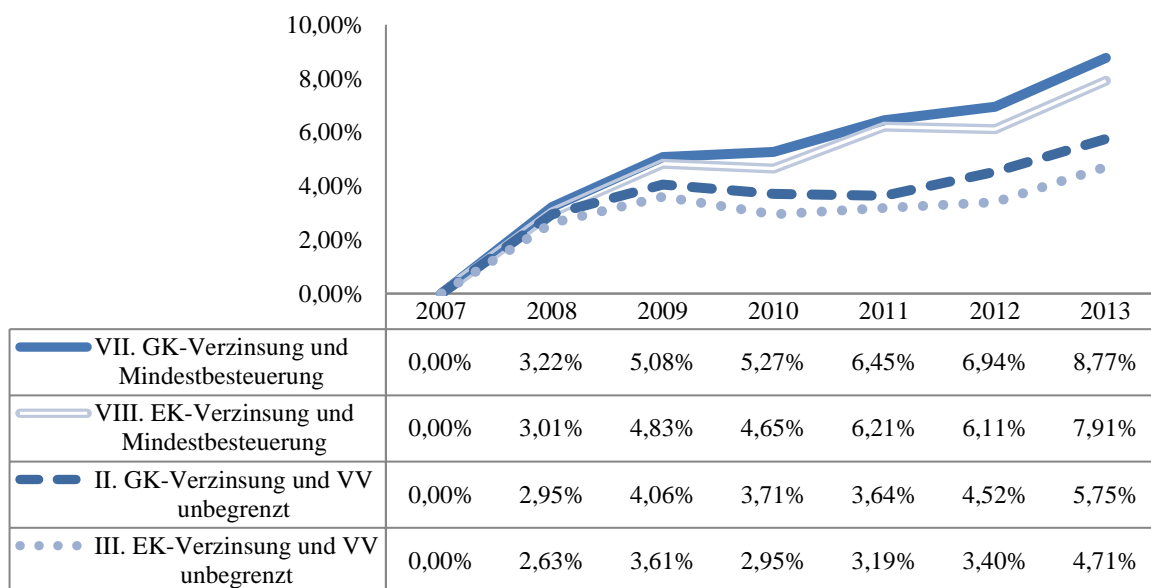 10,00%
8,00%
6,00%
4,00%
2,00%
0,00%
2007 2008 2009 2010 2011 2012 2013
VII. GK-Verzinsung und
Mindestbesteuerung
0,00% 3,22% 5,08% 5,27% 6,45% 6,94% 8,77%
VIII. EK-Verzinsung und
Mindestbesteuerung
0,00% 3,01% 4,83% 4,65% 6,21% 6,11% 7,91%
II. GK-Verzinsung und VV
unbegrenzt
0,00% 2,95% 4,06% 3,71% 3,64% 4,52% 5,75%
III. EK-Verzinsung und VV
unbegrenzt
0,00% 2,63% 3,61% 2,95% 3,19% 3,40% 4,71%